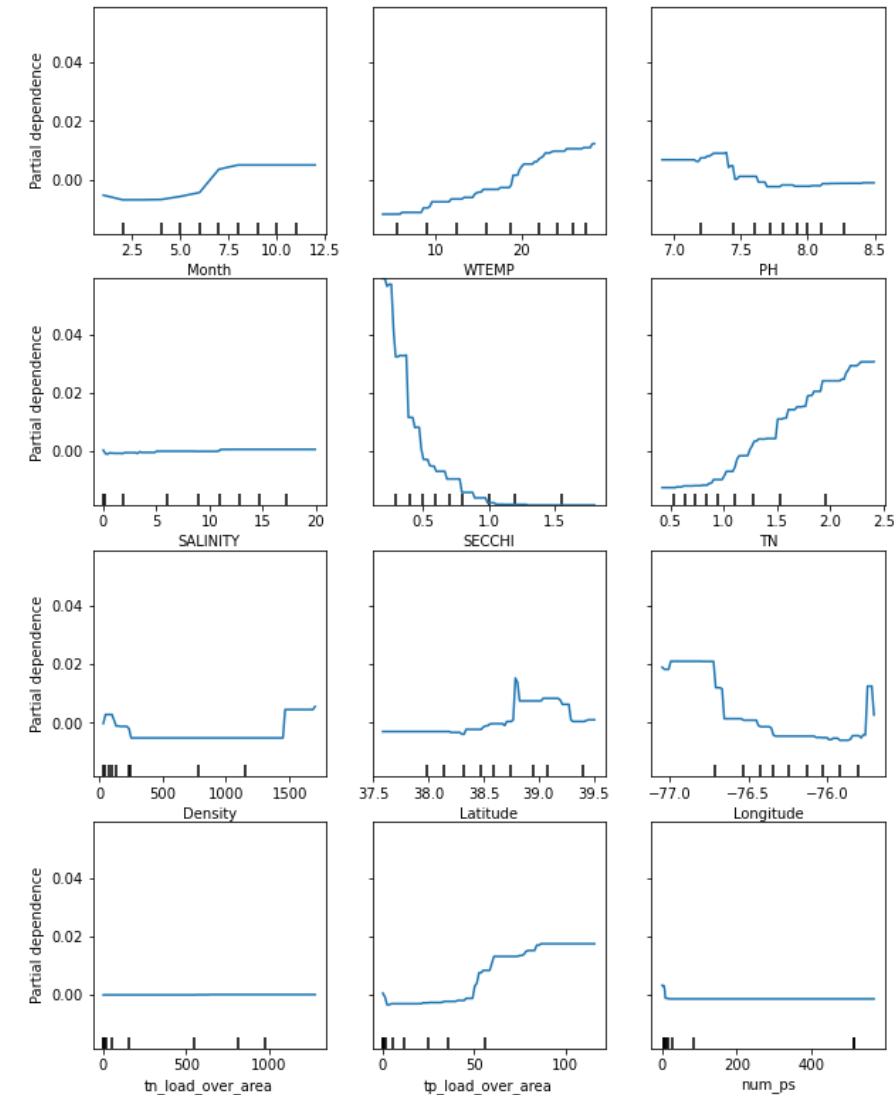 Partial dependence
0.04
0.02
0.00
2.5 5.0 7.5 10.0 12.5
Month
10 20
WTEMP
7.0 7.5 8.0 8.5
PH
Partial dependence
0.04
0.02
0.00
0 5 10 15 20
SALINITY
0.5 1.0 1.5
SECCHI
0.5 1.0 1.5 2.0 2.5
TN
Partial dependence
0.04
0.02
0.00
0 500 1000 1500
Density
37.5 38.0 38.5 39.0 39.5
Latitude
−77.0 −76.5 −76.0
Longitude
Partial dependence
0.04
0.02
0.00
0 500 1000
tn_load_over_area
0 50 100
tp_load_over_area
0 200 400
num_ps